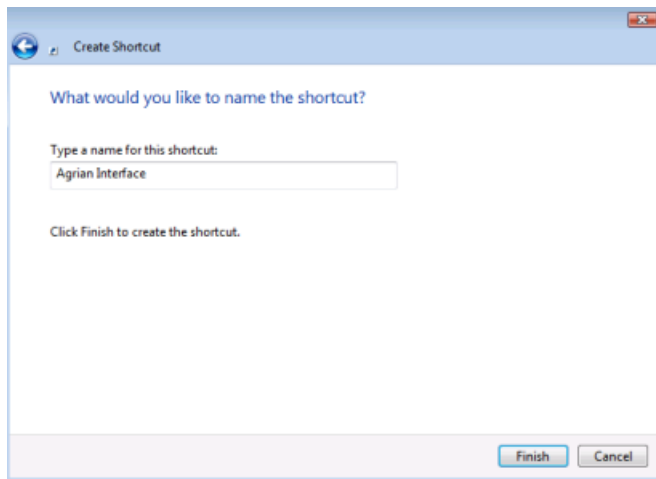 Create Shortcut
What would you like to name the shortcut?
Type a name for this shortcut:
Agrian Interface
Click Finish to create the shortcut.
Finish Cancel